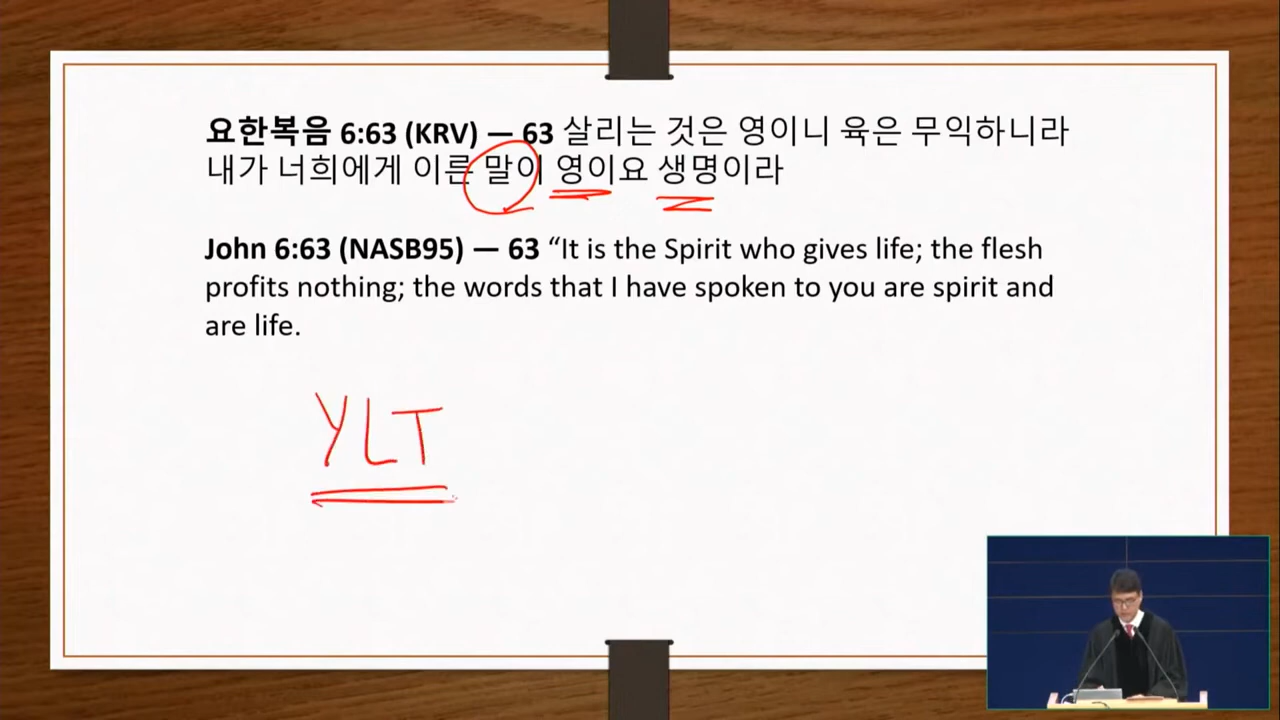 요한복음 6:63 (KRV) — 63 살리는 것은 영이니 육은 무익하니라
내가 너희에게 이른 말이 영이요 생명이라
John 6:63 (NASB95) — 63 “It is the Spirit who gives life; the flesh
profits nothing; the words that I have spoken to you are spirit and
are life.
YLT